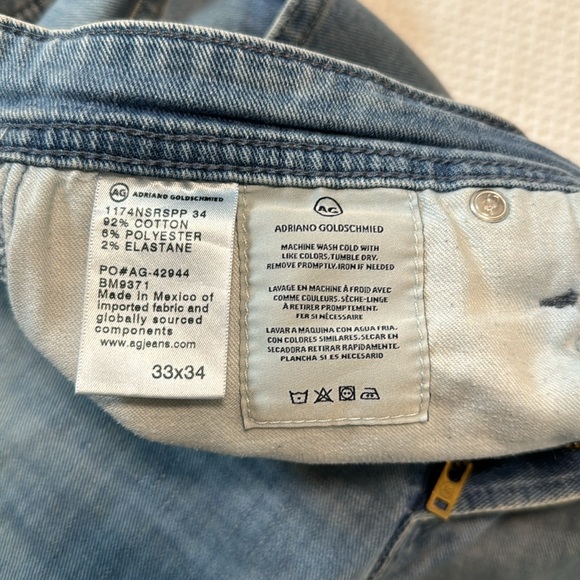 AG ADRIANO GOLDSCHMIED
1174NSRSPP 34
92% COTTON
6% POLYESTER
2% ELASTANE
PO#AG-42944
BM9371
Made in Mexico of
imported fabric and
globally sourced
components
www.agjeans.com
33x34
AG
ADRIANO GOLDSCHMIED
MACHINE WASH COLD WITH
LIKE COLORS. TUMBLE DRY.
REMOVE PROMPTLY. IRON IF NEEDED
LAVAGE EN MACHINE À FROID AVEC
COMME COULEURS. SÈCHE-LINGE
À RETIRER PROMPTEMENT.
FER SI NÉCESSAIRE
LAVAR A MAQUINA CON AGUA FRIA,
CON COLORES SIMILARES. SECAR EN
SECADORA RETIRAR RAPIDAMENTE.
PLANCHA SI ES NECESARIO